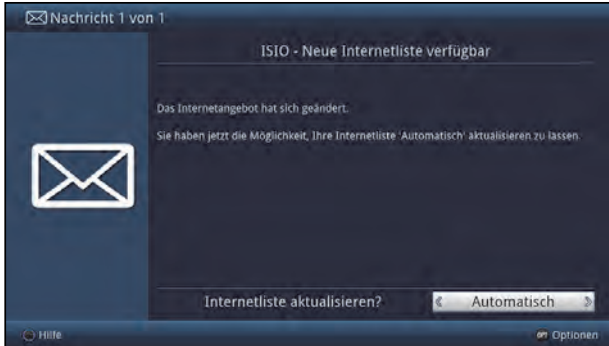 Nachricht 1 von 1
ISIO - Neue Internetliste verfügbar
Das Internetangebot hat sich geändert.
Sie haben jetzt die Möglichkeit, Ihre Internetliste 'Automatisch' aktualisieren zu lassen.
Internetliste aktualisieren? Automatisch
Hilfe OPT Optionen